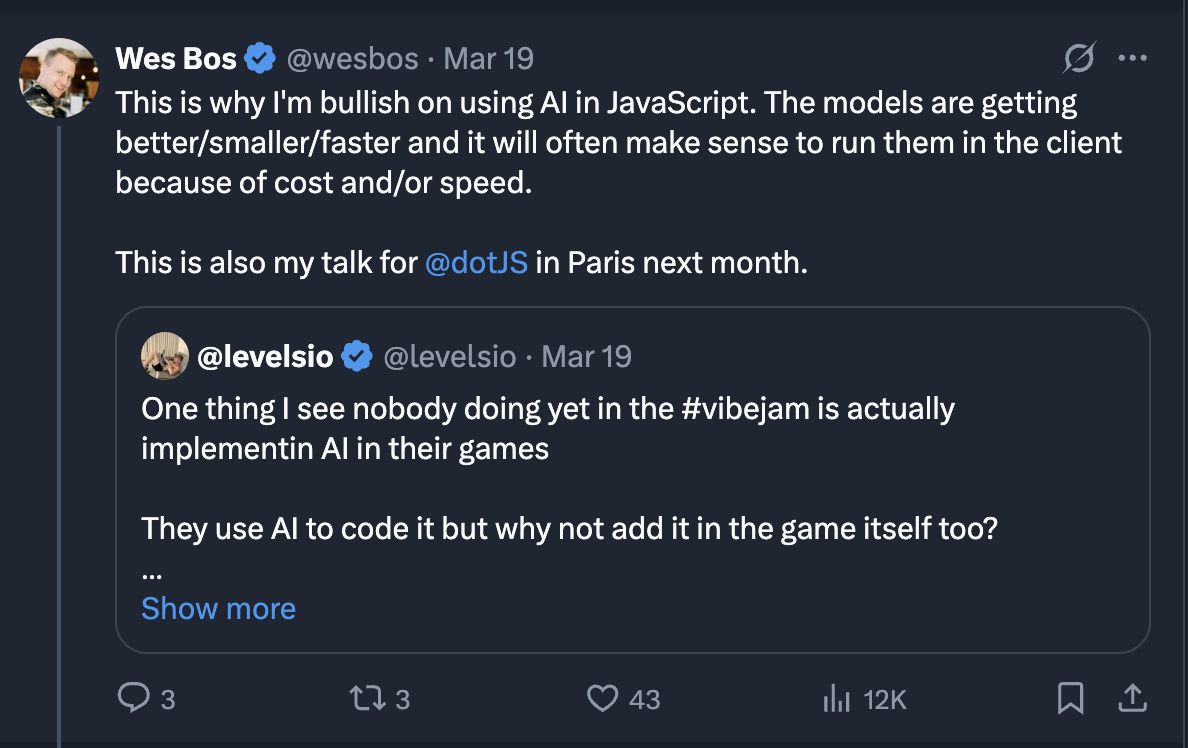 Wes Bos @wesbos · Mar 19
This is why I'm bullish on using AI in JavaScript. The models are getting
better/smaller/faster and it will often make sense to run them in the client
because of cost and/or speed.
This is also my talk for @dotJS in Paris next month.
@levelsio @levelsio · Mar 19
One thing I see nobody doing yet in the #vibejam is actually
implementin AI in their games
They use AI to code it but why not add it in the game itself too?
...
Show more
3 3 43 12K